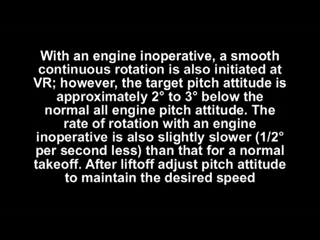 With an engine inoperative, a smooth
continuous rotation is also initiated at
VR; however, the target pitch attitude is
approximately 2° to 3° below the
normal all engine pitch attitude. The
rate of rotation with an engine
inoperative is also slightly slower (1/2°
per second less) than that for a normal
takeoff. After liftoff adjust pitch attitude
to maintain the desired speed